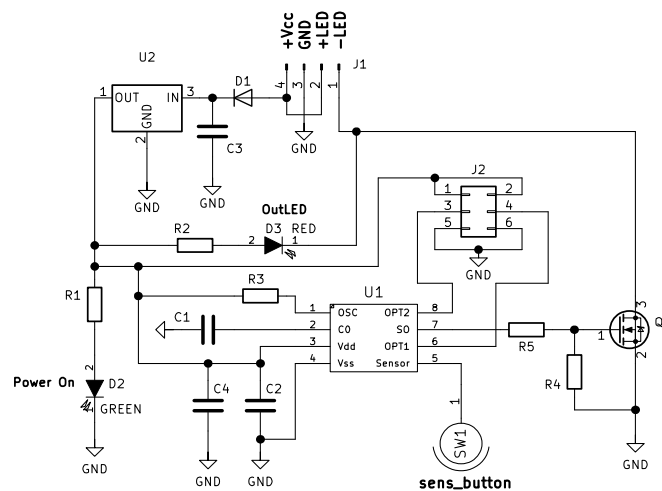 +Vcc
GND
+LED
-LED
U2
J1
D1
4
3
2
1
1
OUT
IN
3
GND
2
C3
GND
GND
GND
J2
1
2
3
4
5
6
GND
OutLED
R2
2
D3
1
RED
R3
U1
R1
C1
1
OSC
OPT2
8
2
C0
SO
7
3
Vdd
OPT1
6
4
Vss
Sensor
5
3
Q
1
2
R5
R4
2
Power On
D2
1
GREEN
C4
C2
1
SW1
GND
GND
GND
GND
sens_button